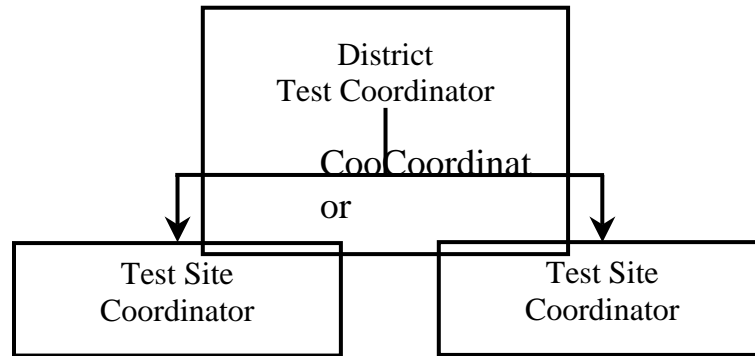 District
Test Coordinator
CooCoordinat
or
Test Site
Coordinator
Test Site
Coordinator